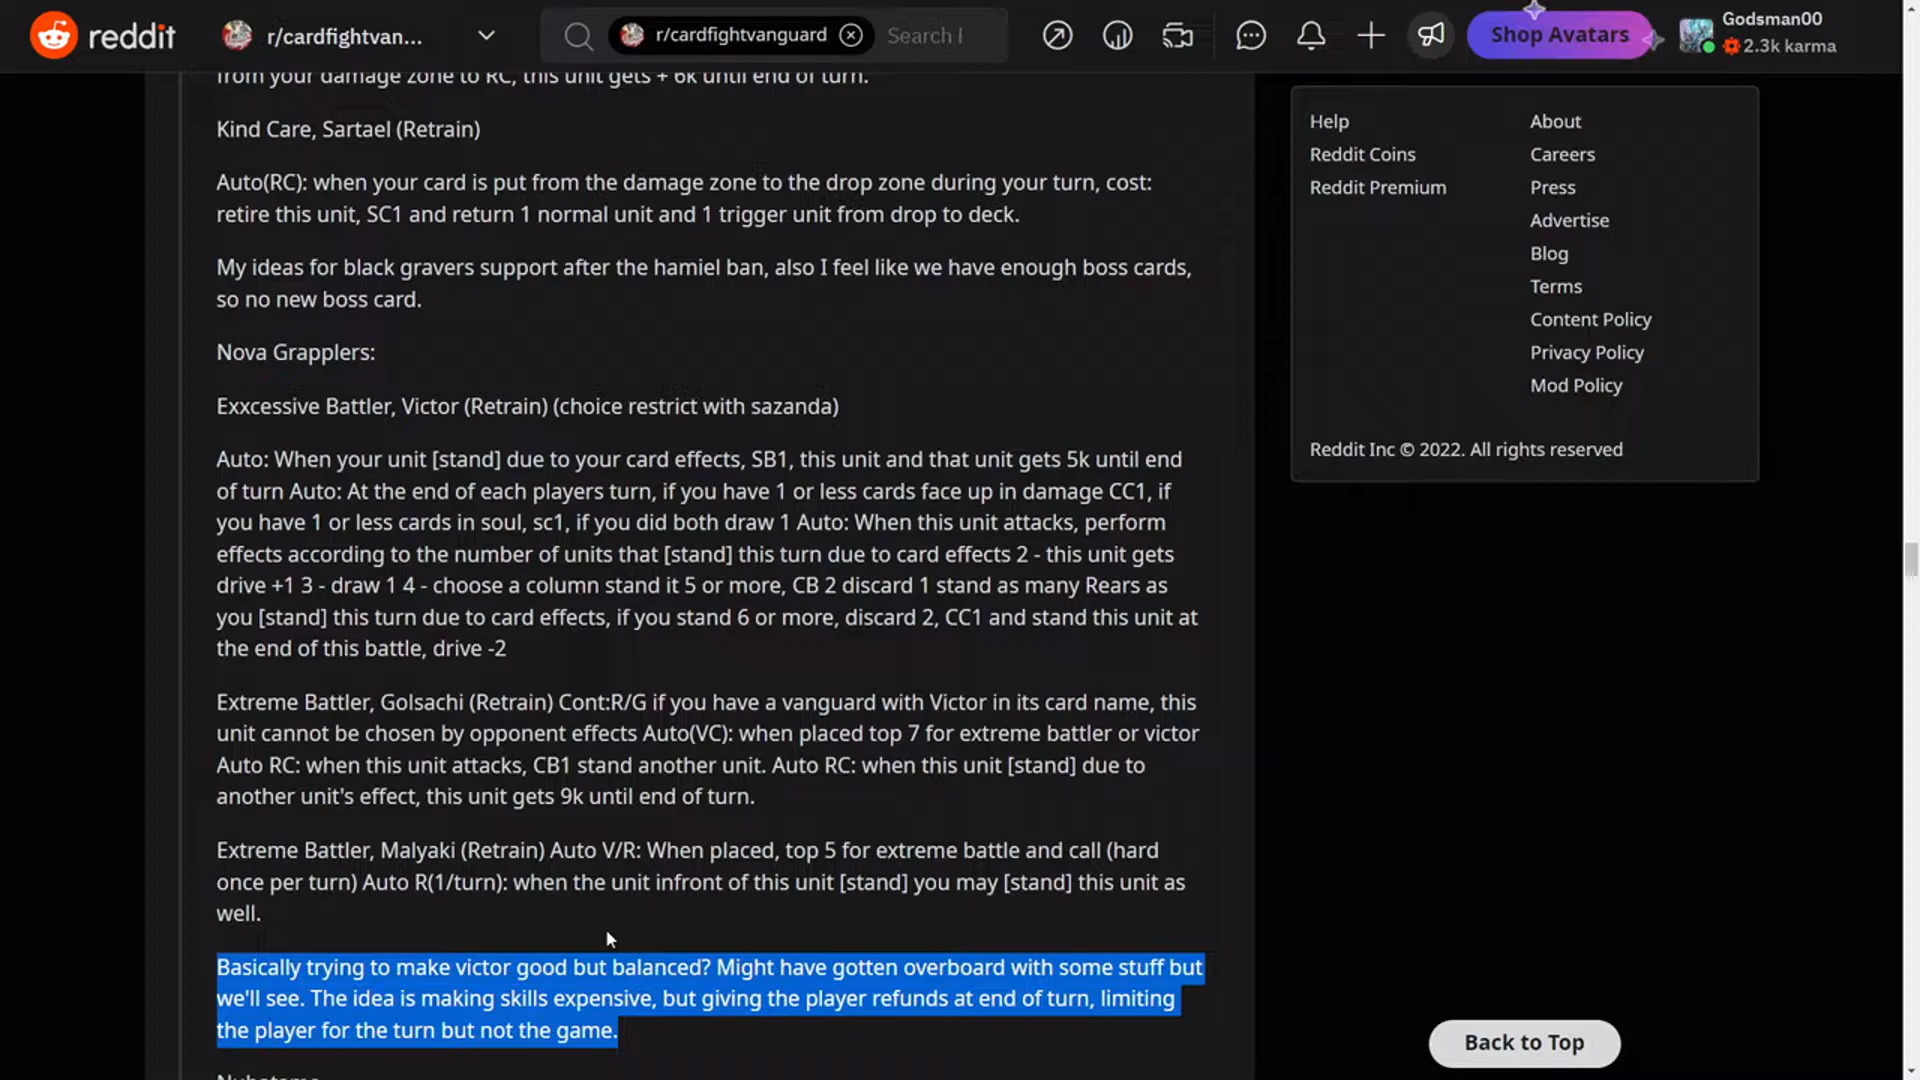 reddit
r/cardfightvan...
r/cardfightvanguard
Search
Shop Avatars
Godsman00
2.3k karma
from your damage zone to RC, this unit gets + 6k until end of turn.
Kind Care, Sartael (Retrain)
Auto(RC): when your card is put from the damage zone to the drop zone during your turn, cost:
retire this unit, SC1 and return 1 normal unit and 1 trigger unit from drop to deck.
My ideas for black gravers support after the hamiel ban, also I feel like we have enough boss cards,
so no new boss card.
Nova Grapplers:
Exxcessive Battler, Victor (Retrain) (choice restrict with sazanda)
Auto: When your unit [stand] due to your card effects, SB1, this unit and that unit gets 5k until end
of turn Auto: At the end of each players turn, if you have 1 or less cards face up in damage CC1, if
you have 1 or less cards in soul, sc1, if you did both draw 1 Auto: When this unit attacks, perform
effects according to the number of units that [stand] this turn due to card effects 2 - this unit gets
drive +1 3 - draw 1 4 - choose a column stand it 5 or more, CB 2 discard 1 stand as many Rears as
you [stand] this turn due to card effects, if you stand 6 or more, discard 2, CC1 and stand this unit at
the end of this battle, drive -2
Extreme Battler, Golsachi (Retrain) Cont:R/G if you have a vanguard with Victor in its card name, this
unit cannot be chosen by opponent effects Auto(VC): when placed top 7 for extreme battler or victor
Auto RC: when this unit attacks, CB1 stand another unit. Auto RC: when this unit [stand] due to
another unit's effect, this unit gets 9k until end of turn.
Extreme Battler, Malyaki (Retrain) Auto V/R: When placed, top 5 for extreme battle and call (hard
once per turn) Auto R(1/turn): when the unit infront of this unit [stand] you may [stand] this unit as
well.
Basically trying to make victor good but balanced? Might have gotten overboard with some stuff but
we'll see. The idea is making skills expensive, but giving the player refunds at end of turn, limiting
the player for the turn but not the game.
Help
Reddit Coins
Reddit Premium
About
Careers
Press
Advertise
Blog
Terms
Content Policy
Privacy Policy
Mod Policy
Reddit Inc © 2022. All rights reserved
Back to Top